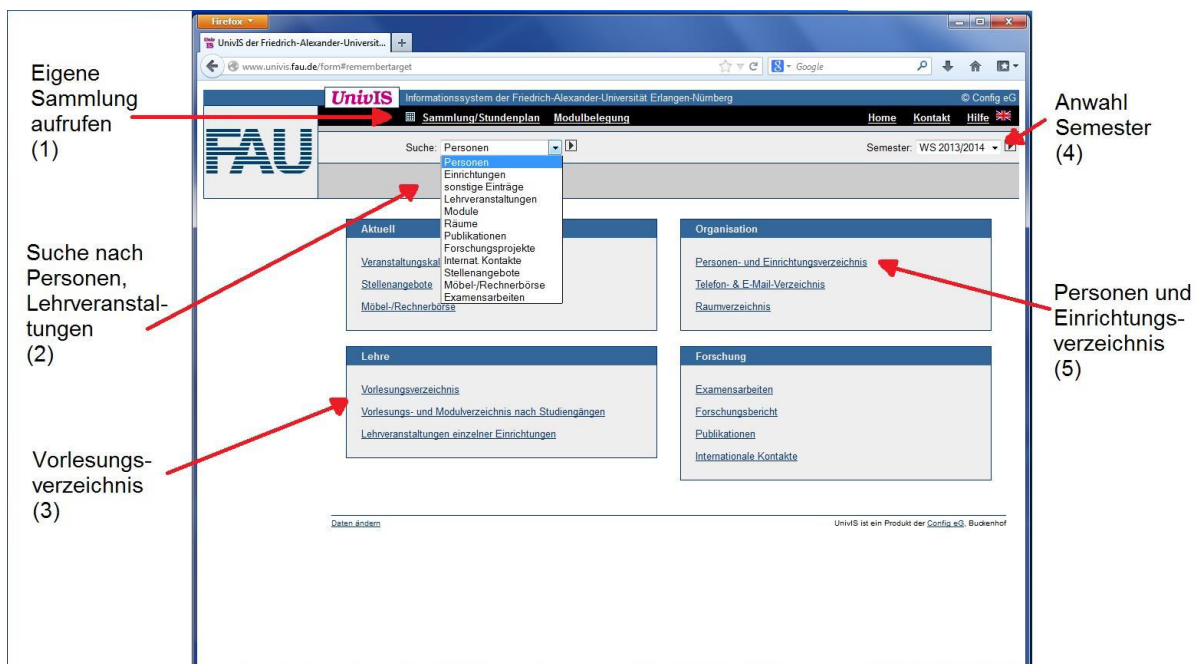 Firefox
UnivIS der Friedrich-Alexander-Universit...
www.univis.fau.de/form#remembertarget
Google
UnivIS
Informationssystem der Friedrich-Alexander-Universität Erlangen-Nürnberg
© Config eG
Sammlung/Stundenplan Modulbelegung
Home Kontakt Hilfe
FAU
Suche: Personen
Semester: WS 2013/2014
Personen
Einrichtungen
sonstige Einträge
Lehrveranstaltungen
Module
Räume
Publikationen
Forschungsprojekte
Internat. Kontakte
Stellenangebote
Möbel-/Rechnerbörse
Examensarbeiten
Aktuell
Veranstaltungskal
Stellenangebote
Möbel-/Rechnerbörse
Organisation
Personen- und Einrichtungsverzeichnis
Telefon- & E-Mail-Verzeichnis
Raumverzeichnis
Lehre
Vorlesungsverzeichnis
Vorlesungs- und Modulverzeichnis nach Studiengängen
Lehrveranstaltungen einzelner Einrichtungen
Forschung
Examensarbeiten
Forschungsbericht
Publikationen
Internationale Kontakte
Daten ändern
UnivIS ist ein Produkt der Config eG, Buckenhof
Eigene
Sammlung
aufrufen
(1)
Suche nach
Personen,
Lehrveranstal-
tungen
(2)
Vorlesungs-
verzeichnis
(3)
Anwahl
Semester
(4)
Personen und
Einrichtungs-
verzeichnis
(5)